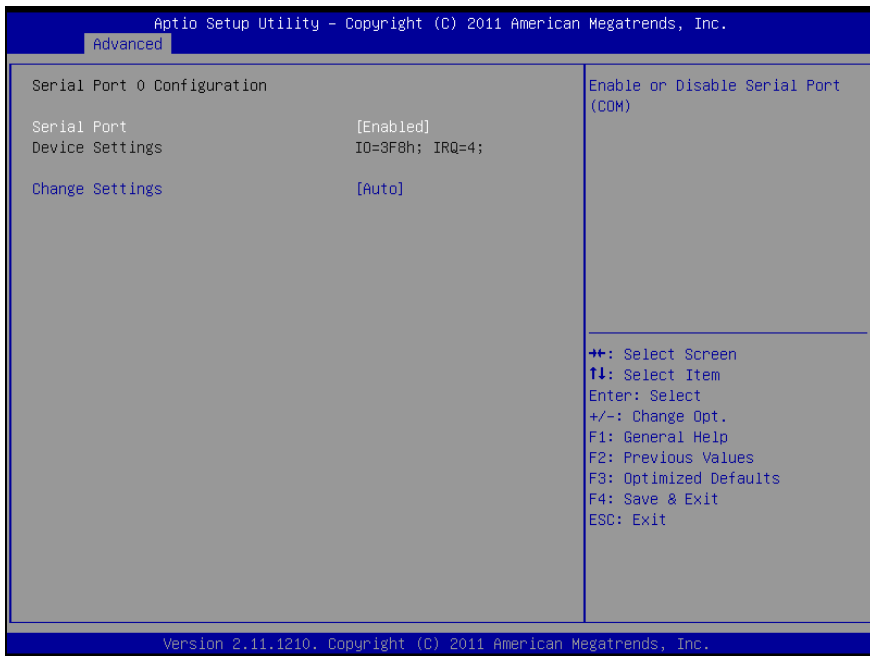 Aptio Setup Utility – Copyright (C) 2011 American Megatrends, Inc.
Advanced
Serial Port 0 Configuration
Serial Port [Enabled]
Device Settings IO=3F8h; IRQ=4;
Change Settings [Auto]
Enable or Disable Serial Port
(COM)
→←: Select Screen
↑↓: Select Item
Enter: Select
+/-: Change Opt.
F1: General Help
F2: Previous Values
F3: Optimized Defaults
F4: Save & Exit
ESC: Exit
Version 2.11.1210. Copyright (C) 2011 American Megatrends, Inc.